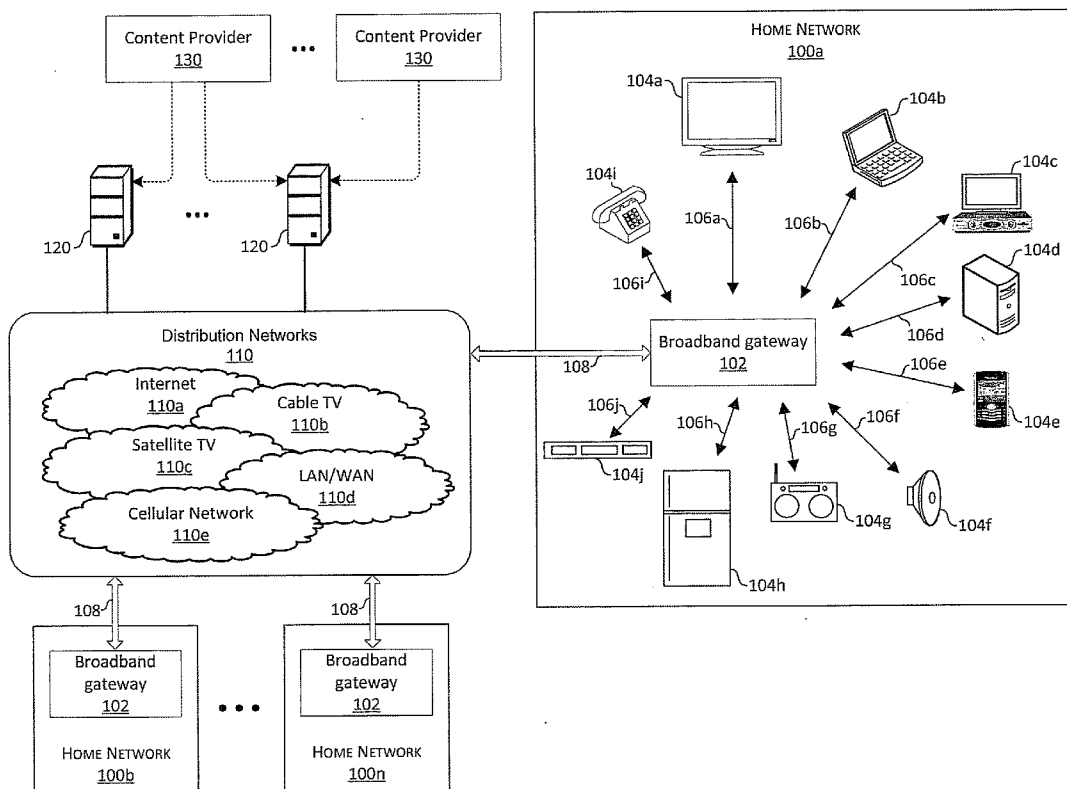 Content Provider
130
Content Provider
130
120
120
Distribution Networks
110
Internet
110a
Cable TV
110b
Satellite TV
110c
LAN/WAN
110d
Cellular Network
110e
108
108
108
Broadband
gateway
102
HOME NETWORK
100b
Broadband
gateway
102
HOME NETWORK
100n
HOME NETWORK
100a
104a
104b
104c
104i
106a
106b
106i
106c
104d
106d
Broadband gateway
102
106e
104e
106j
106h
106g
106f
104j
104g
104f
104h